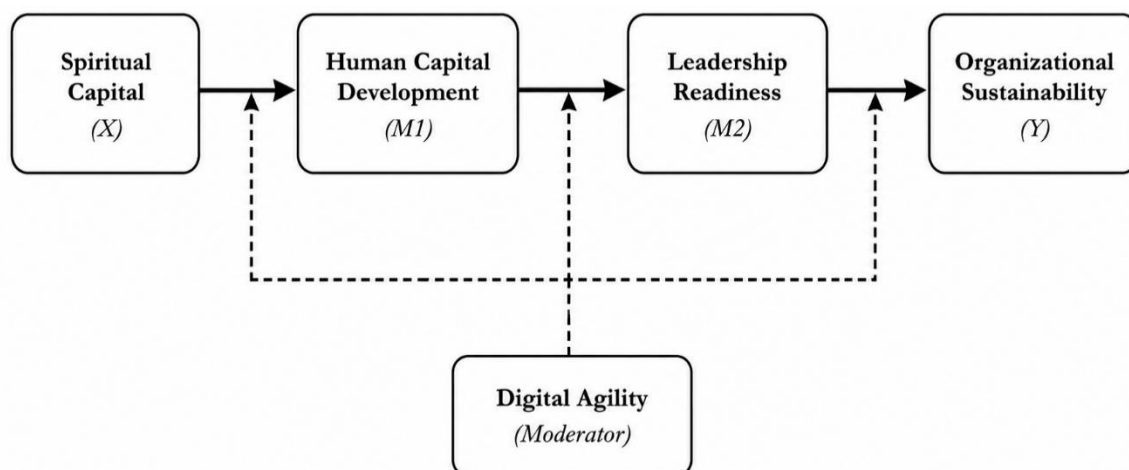 Spiritual
Capital
(X)
Human Capital
Development
(M1)
Leadership
Readiness
(M2)
Organizational
Sustainability
(Y)
Digital Agility
(Moderator)